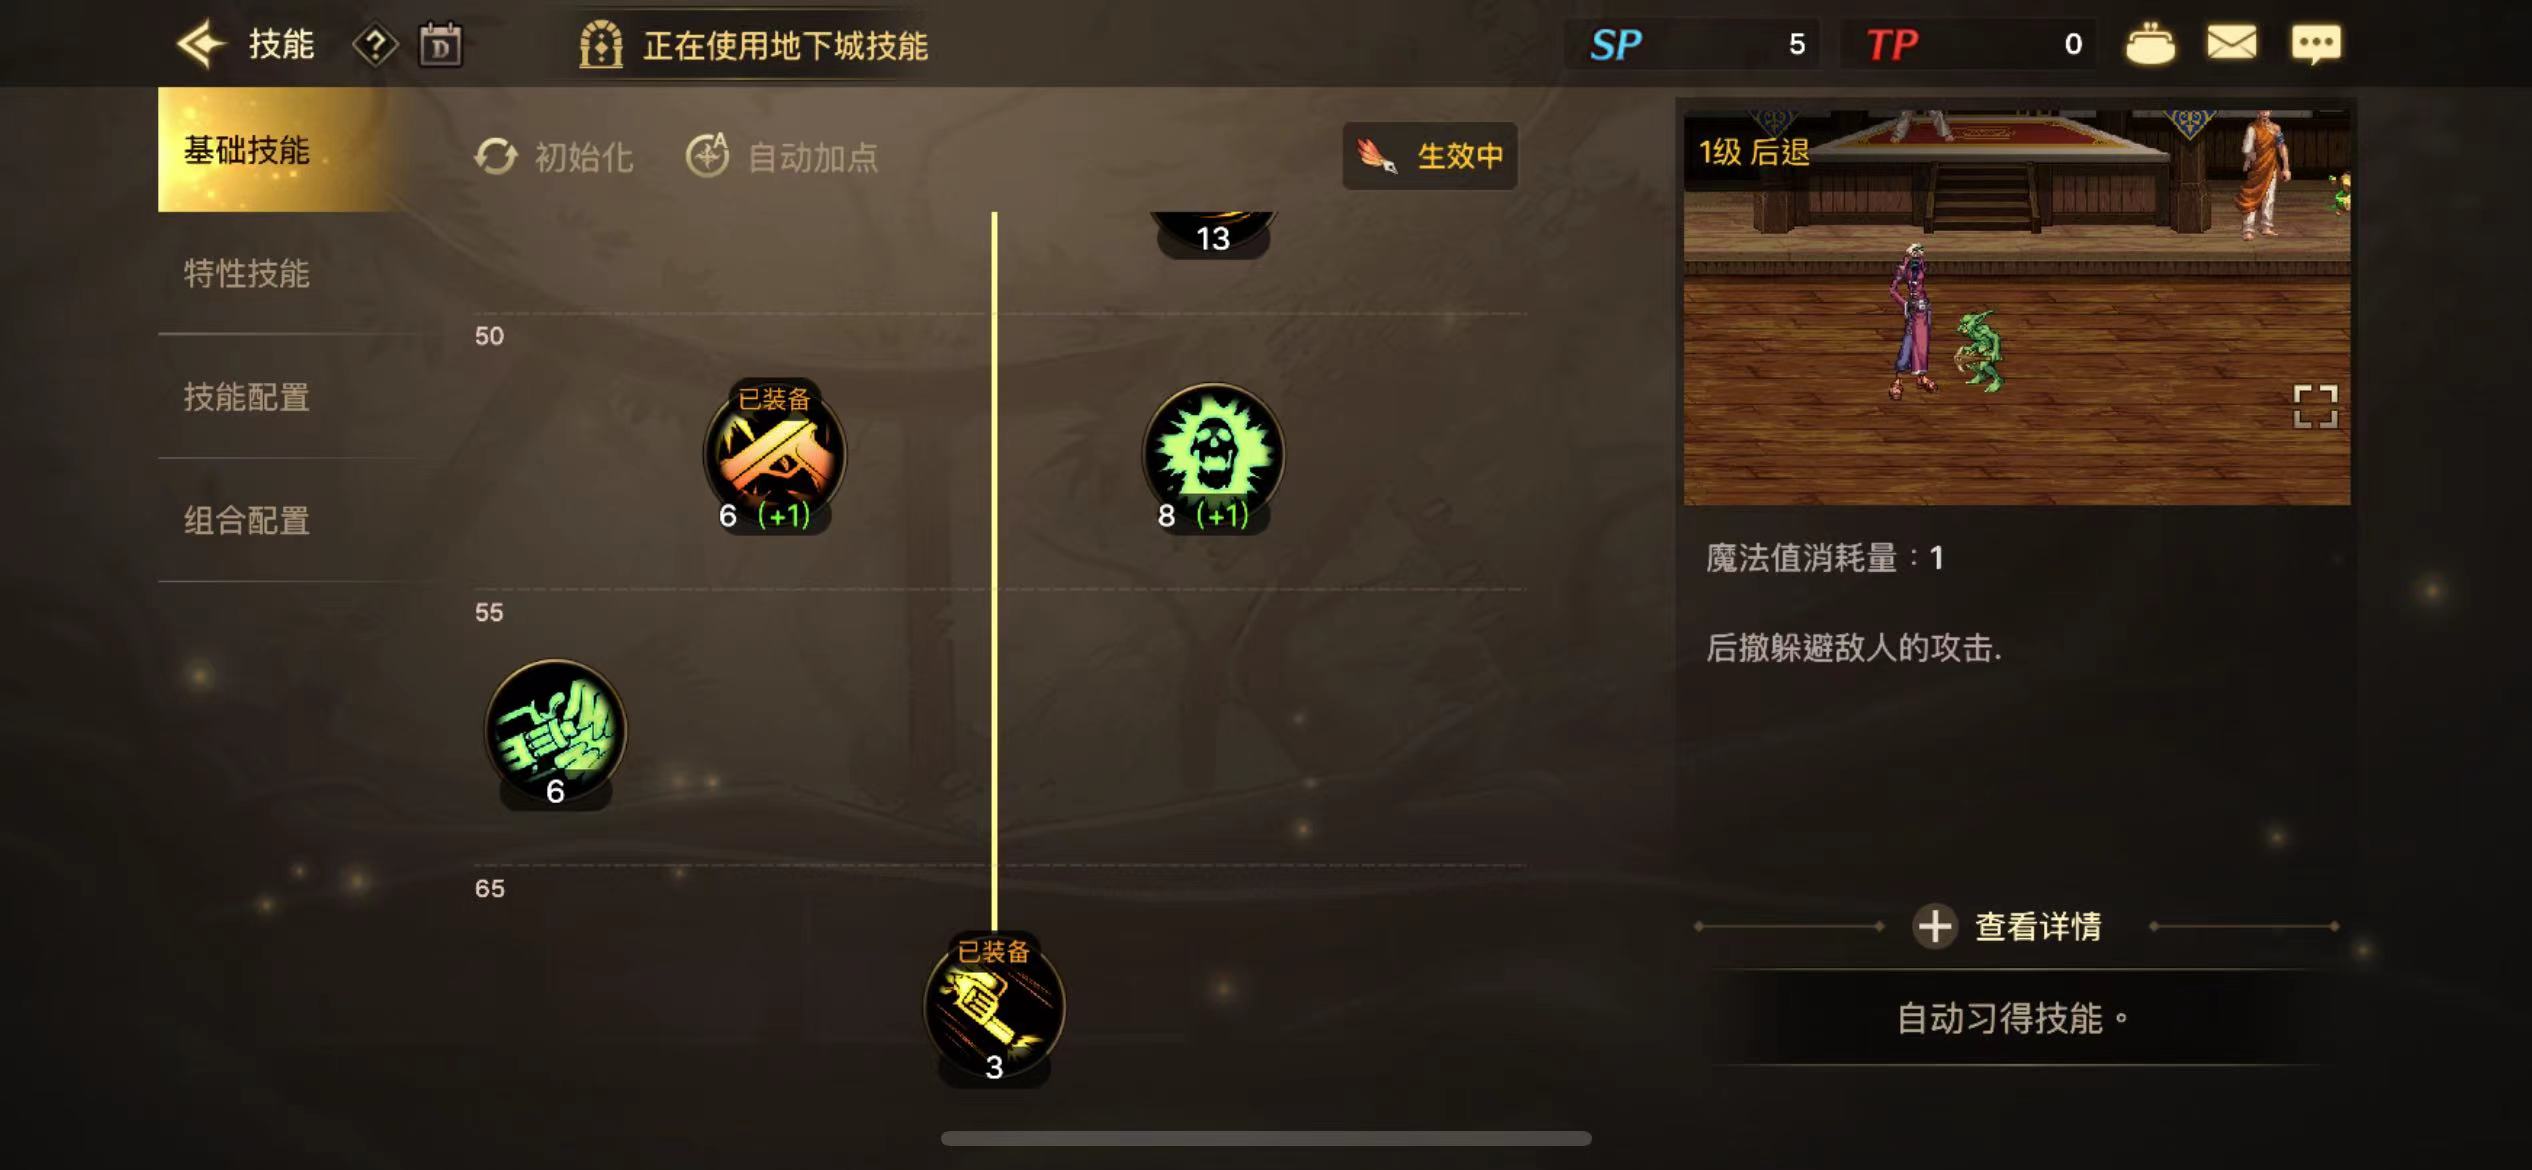 技能
正在使用地下城技能
SP 5
TP 0
基础技能
特性技能
技能配置
组合配置
初始化
自动加点
生效中
13
50
已装备
6 (+1)
8 (+1)
55
6
65
已装备
3
1级 后退
魔法值消耗量：1
后撤躲避敌人的攻击.
查看详情
自动习得技能。